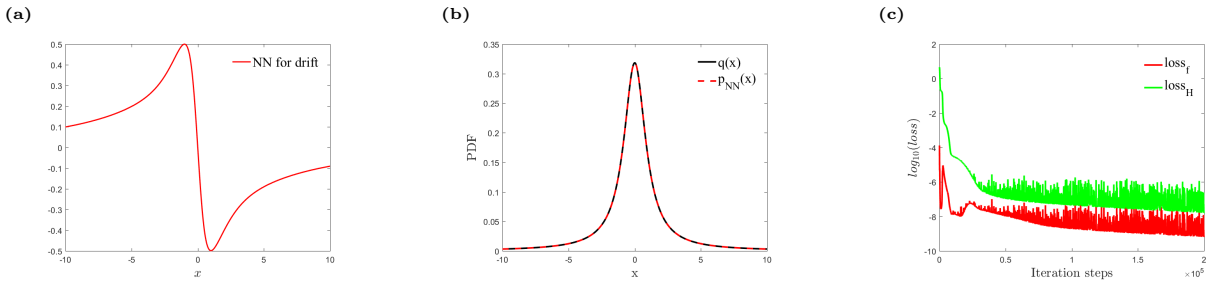 (a)
0.5
0.4
0.3
0.2
0.1
0
-0.1
-0.2
-0.3
-0.4
-0.5
-10 -5 0 5 10
x
NN for drift
(b)
0.35
0.3
0.25
0.2
0.15
0.1
0.05
0
-10 -5 0 5 10
x
PDF
q(x)
p_NN(x)
(c)
2
0
-2
-4
-6
-8
-10
0 0.5 1 1.5 2
×10^5
Iteration steps
log_10(loss)
loss_f
loss_H